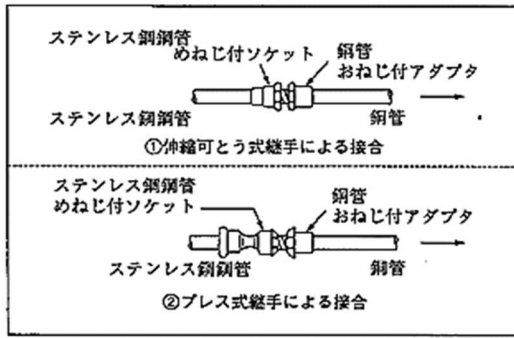 ステンレス鋼鋼管
めねじ付ソケット
銅管
おねじ付アダプタ
ステンレス鋼鋼管
銅管
①伸縮可とう式継手による接合
ステンレス鋼鋼管
めねじ付ソケット
銅管
おねじ付アダプタ
ステンレス鋼鋼管
銅管
②プレス式継手による接合